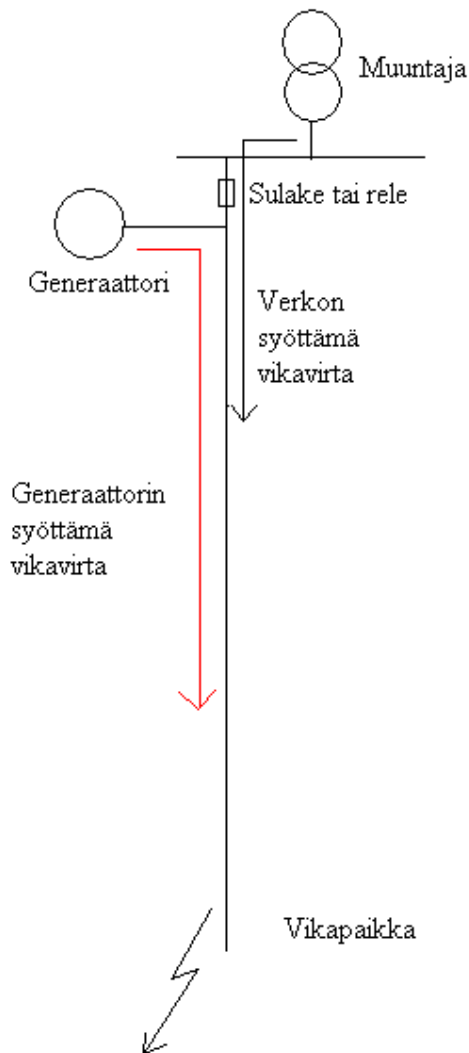 Muuntaja
Sulake tai rele
Generaattori
Verkon
syöttämä
vikavirta
Generaattorin
syöttämä
vikavirta
Vikapaikka